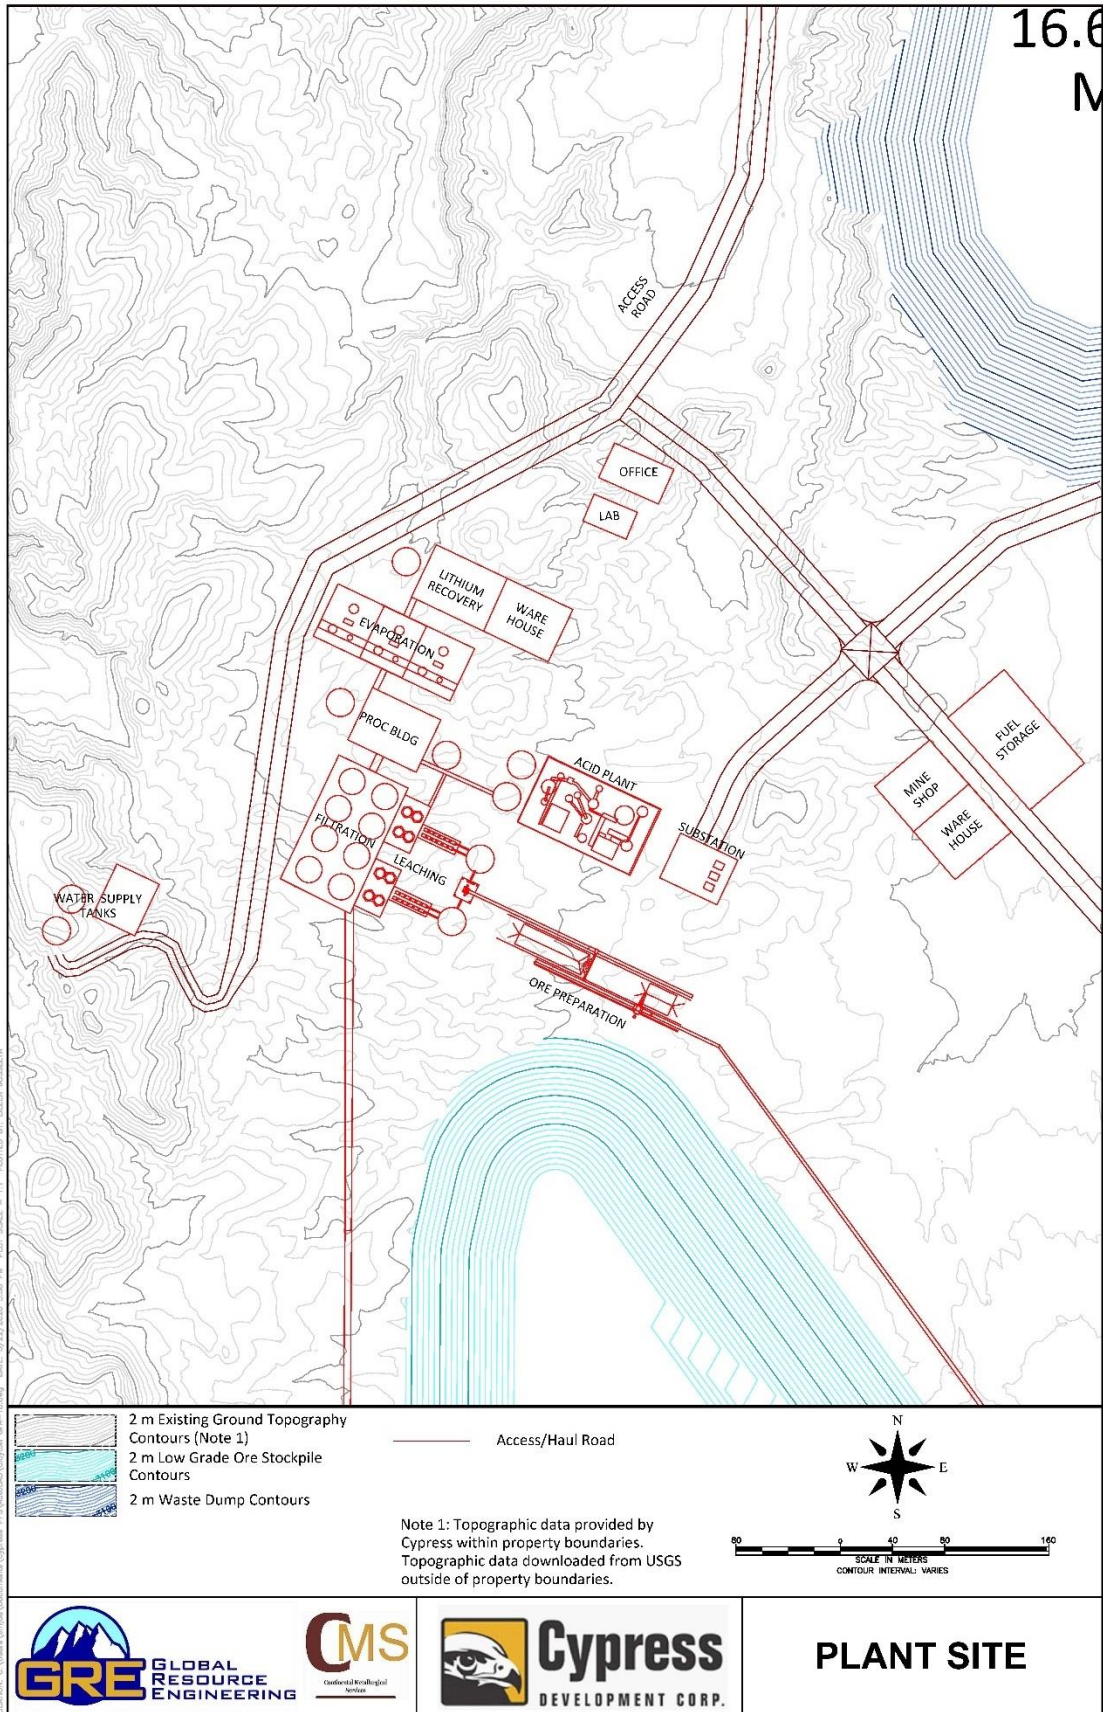 16.6
M
ACCESS
ROAD
OFFICE
LAB
LITHIUM
RECOVERY
WARE
HOUSE
EVAPORATION
PROC BLDG
ACID PLANT
FUEL
STORAGE
MINE
SHOP
WARE
HOUSE
SUBSTATION
FILTRATION
LEACHING
WATER SUPPLY
TANKS
ORE PREPARATION
2 m Existing Ground Topography
Contours (Note 1)
2 m Low Grade Ore Stockpile
Contours
2 m Waste Dump Contours
Access/Haul Road
Note 1: Topographic data provided by
Cypress within property boundaries.
Topographic data downloaded from USGS
outside of property boundaries.
N
W E
S
80 0 40 80 160
SCALE IN METERS
CONTOUR INTERVAL: VARIES
GRE GLOBAL
RESOURCE
ENGINEERING
CMS
Continental Metallurgical
Services
Cypress
DEVELOPMENT CORP.
PLANT SITE